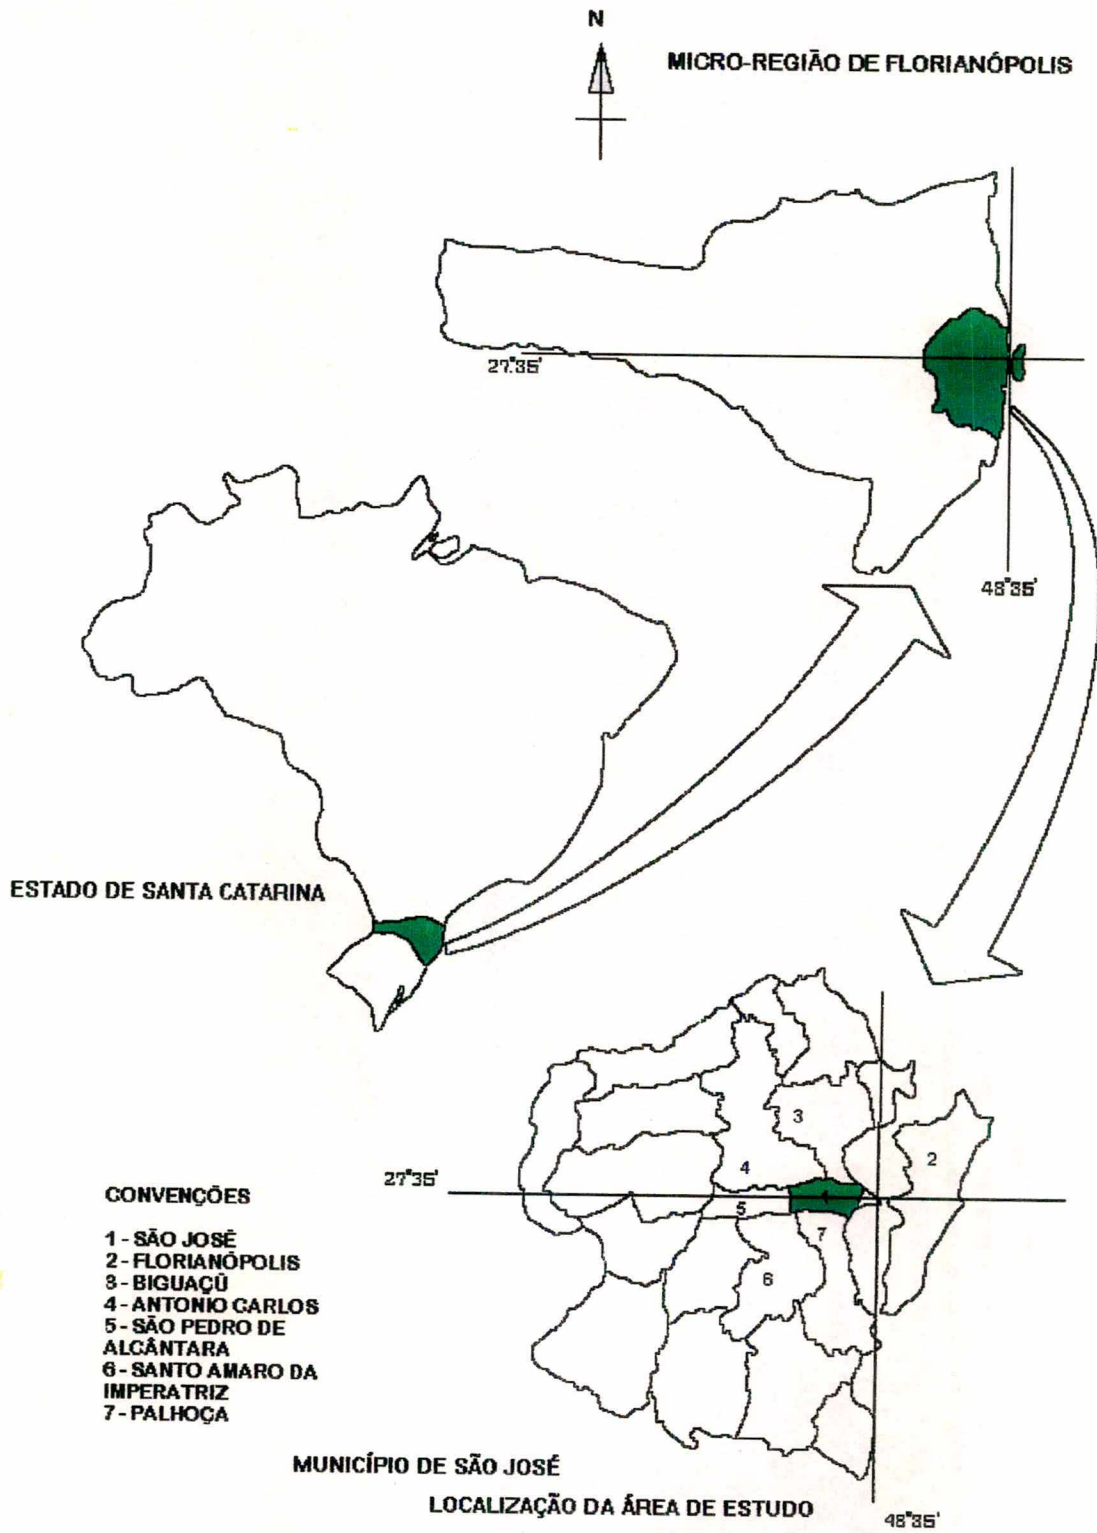 N
MICRO-REGIÃO DE FLORIANÓPOLIS
27°35'
48°35'
ESTADO DE SANTA CATARINA
3
2
4
27°35'
5
7
6
CONVENÇÕES
1 - SÃO JOSÉ
2 - FLORIANÓPOLIS
3 - BIGUAÇÛ
4 - ANTONIO CARLOS
5 - SÃO PEDRO DE
ALCÂNTARA
6 - SANTO AMARO DA
IMPERATRIZ
7 - PALHOÇA
MUNICÍPIO DE SÃO JOSÉ
LOCALIZAÇÃO DA ÁREA DE ESTUDO
48°35'